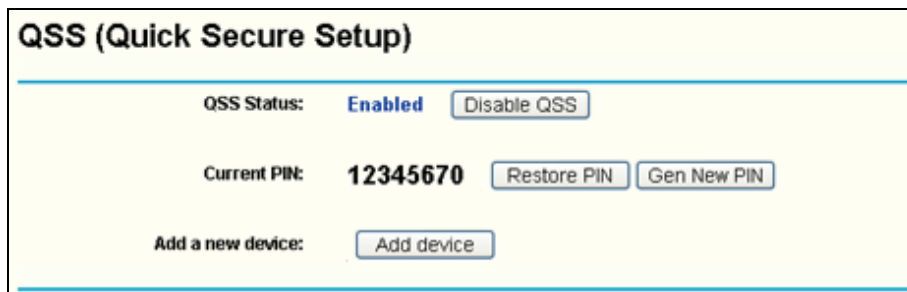 QSS (Quick Secure Setup)
QSS Status: Enabled Disable QSS
Current PIN: 12345670 Restore PIN Gen New PIN
Add a new device: Add device